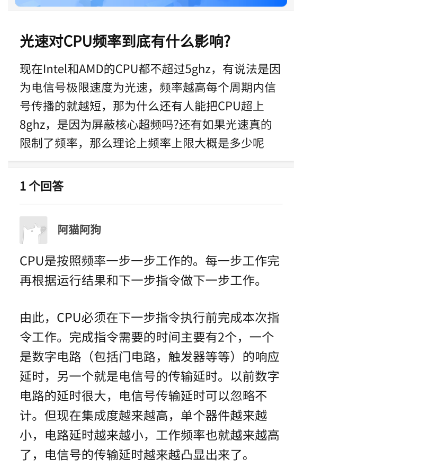 光速对CPU频率到底有什么影响?
现在Intel和AMD的CPU都不超过5ghz，有说法是因
为电信号极限速度为光速，频率越高每个周期内信
号传播的就越短，那为什么还有人能把CPU超上
8ghz，是因为屏蔽核心超频吗?还有如果光速真的
限制了频率，那么理论上频率上限大概是多少呢
1 个回答
阿猫阿狗
CPU是按照频率一步一步工作的。每一步工作完
再根据运行结果和下一步指令做下一步工作。
由此，CPU必须在下一步指令执行前完成本次指
令工作。完成指令需要的时间主要有2个，一个
是数字电路（包括门电路，触发器等等）的响应
延时，另一个就是电信号的传输延时。以前数字
电路的延时很大，电信号传输延时可以忽略不
计。但现在集成度越来越高，单个器件越来越
小，电路延时越来越小，工作频率也就越来越高
了，电信号的传输延时越来越凸显出来了。